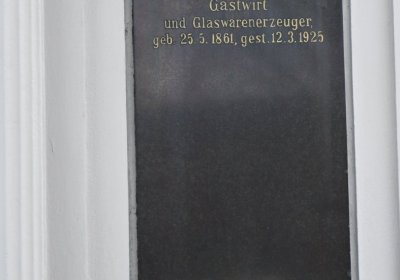 Gastwirt
und Glaswarenerzeuger,
geb. 25.5.1861, gest. 12.3.1925